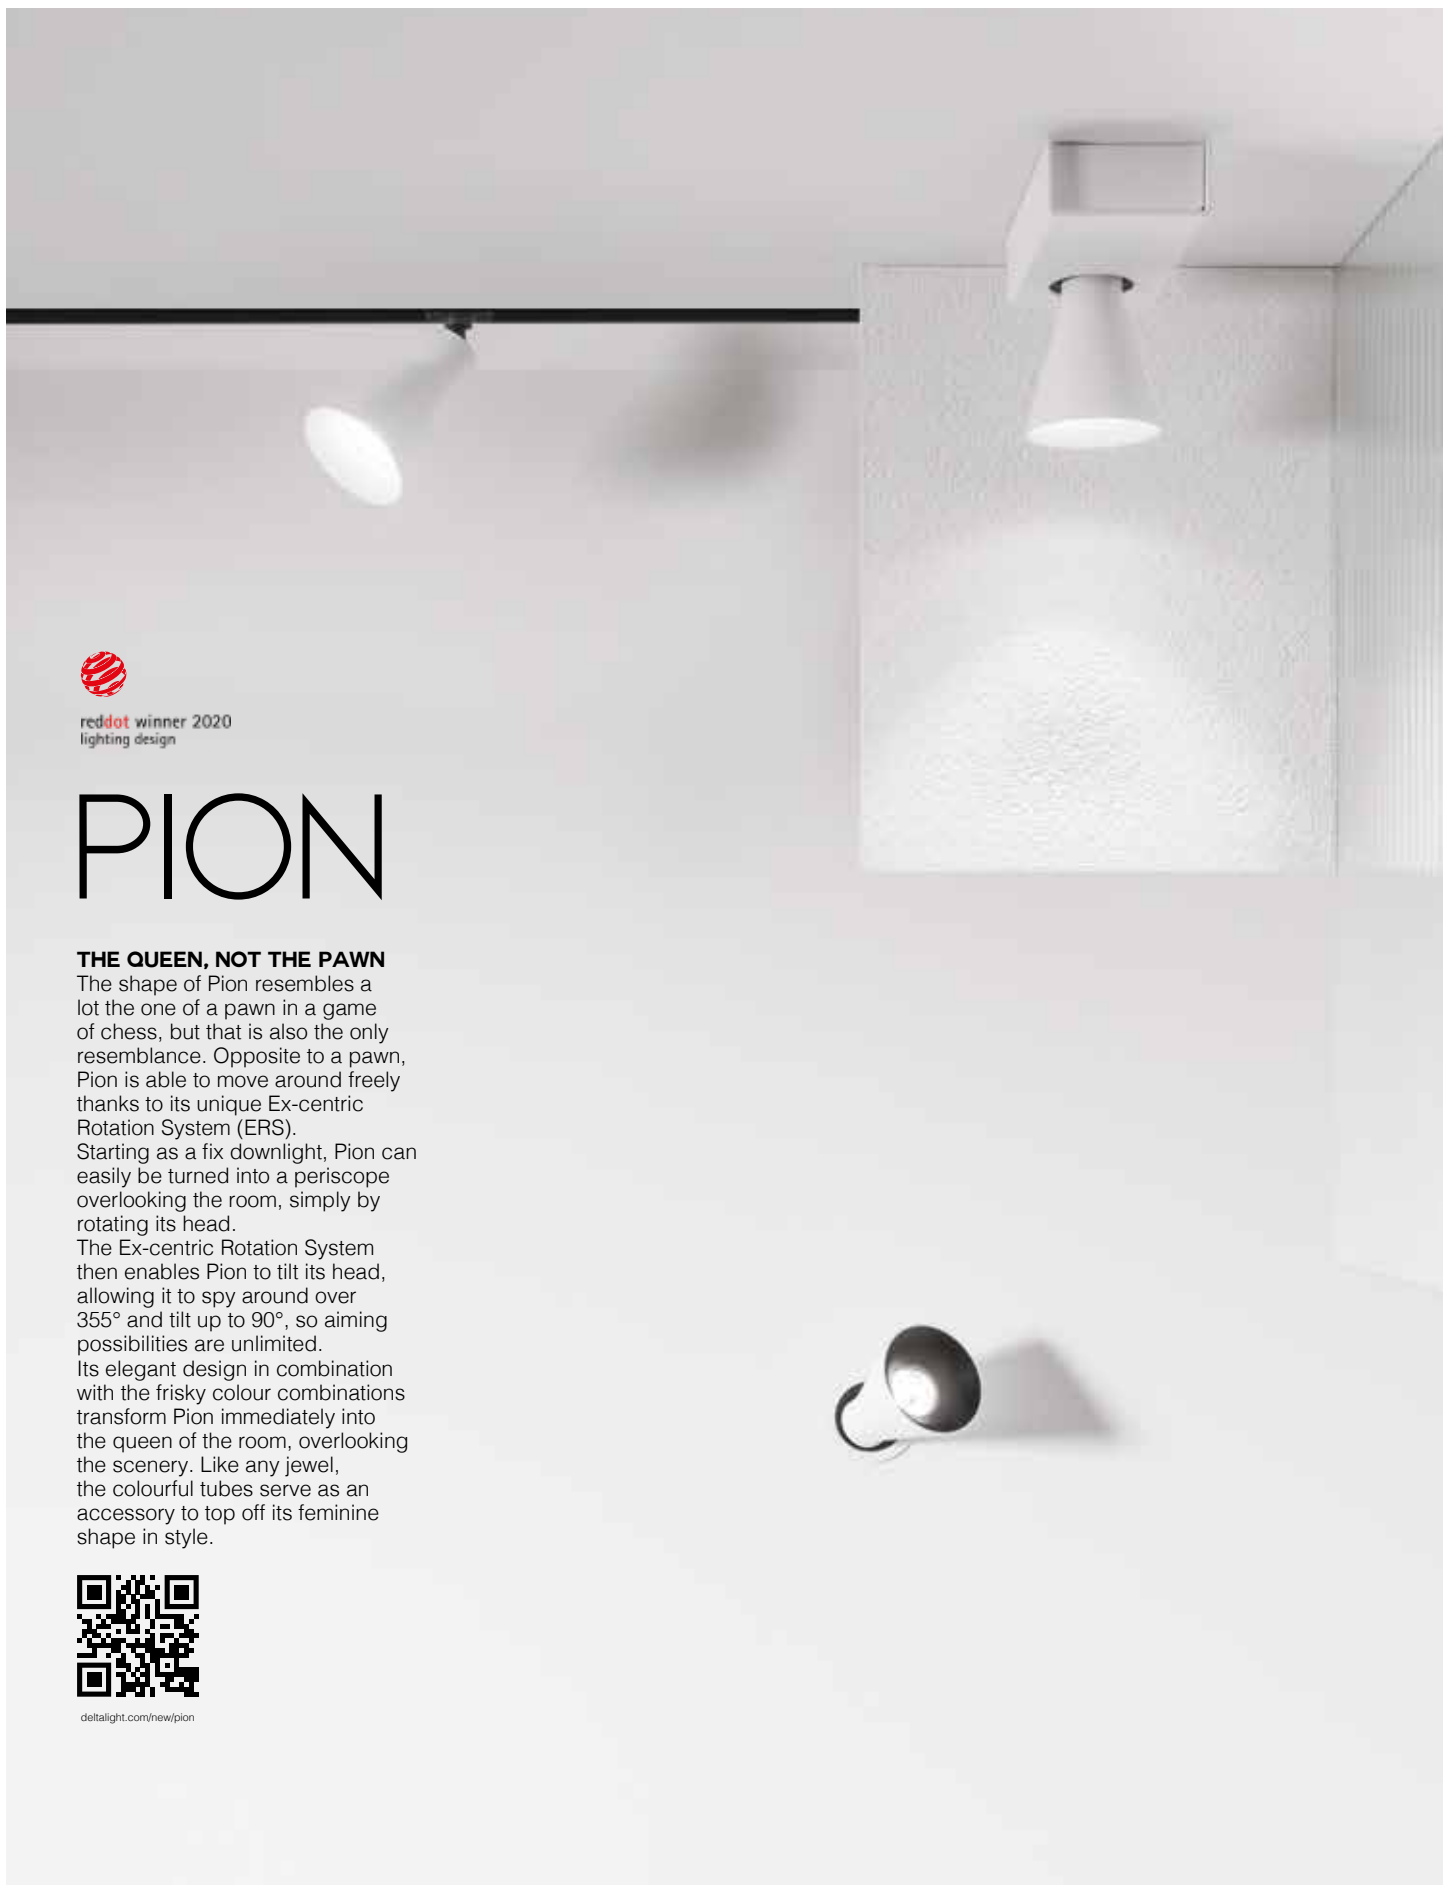 reddot winner 2020
lighting design
PION
THE QUEEN, NOT THE PAWN
The shape of Pion resembles a
lot the one of a pawn in a game
of chess, but that is also the only
resemblance. Opposite to a pawn,
Pion is able to move around freely
thanks to its unique Ex-centric
Rotation System (ERS).
Starting as a fix downlight, Pion can
easily be turned into a periscope
overlooking the room, simply by
rotating its head.
The Ex-centric Rotation System
then enables Pion to tilt its head,
allowing it to spy around over
355° and tilt up to 90°, so aiming
possibilities are unlimited.
Its elegant design in combination
with the frisky colour combinations
transform Pion immediately into
the queen of the room, overlooking
the scenery. Like any jewel,
the colourful tubes serve as an
accessory to top off its feminine
shape in style.
deltalight.com/new/pion